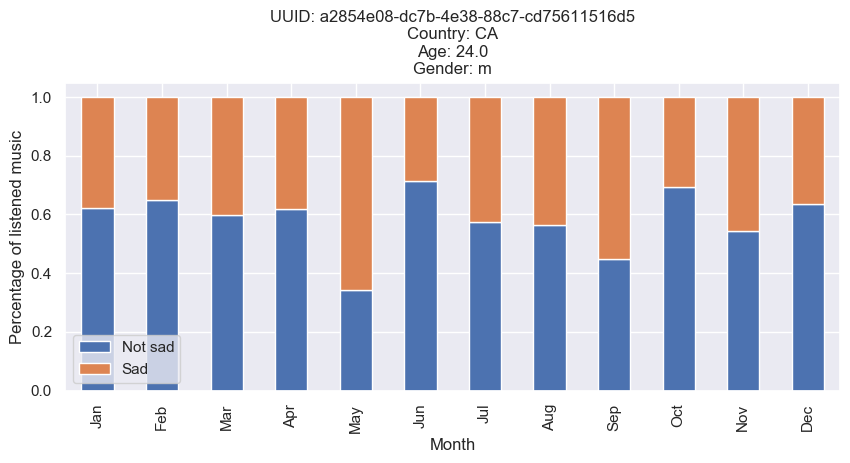 UUID: a2854e08-dc7b-4e38-88c7-cd75611516d5
Country: CA
Age: 24.0
Gender: m
Percentage of listened music
1.0
0.8
0.6
0.4
0.2
0.0
Not sad
Sad
Jan Feb Mar Apr May Jun Jul Aug Sep Oct Nov Dec
Month